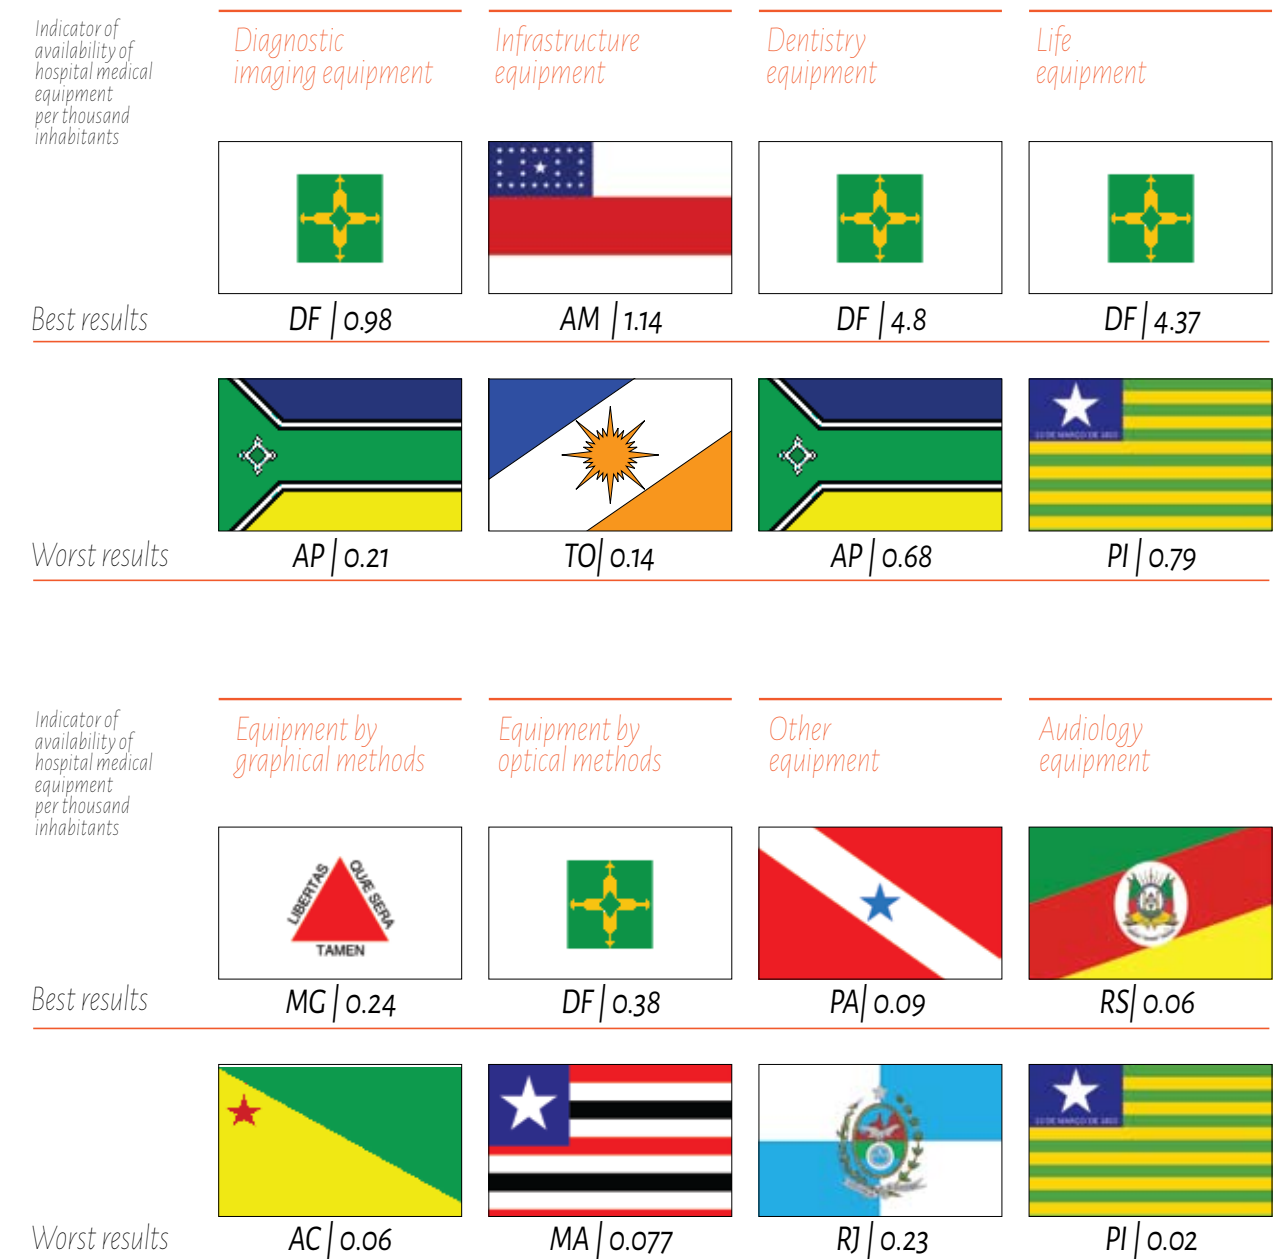 Indicator of
availability of
hospital medical
equipment
per thousand
inhabitants
Diagnostic
imaging equipment
Infrastructure
equipment
Dentistry
equipment
Life
equipment
Best results
DF | 0.98
AM | 1.14
DF | 4.8
DF | 4.37
Worst results
AP | 0.21
TO | 0.14
AP | 0.68
PI | 0.79
Indicator of
availability of
hospital medical
equipment
per thousand
inhabitants
Equipment by
graphical methods
Equipment by
optical methods
Other
equipment
Audiology
equipment
LIBERTAS
QUÆ SERA
TAMEN
Best results
MG | 0.24
DF | 0.38
PA | 0.09
RS | 0.06
Worst results
AC | 0.06
MA | 0.077
RJ | 0.23
PI | 0.02